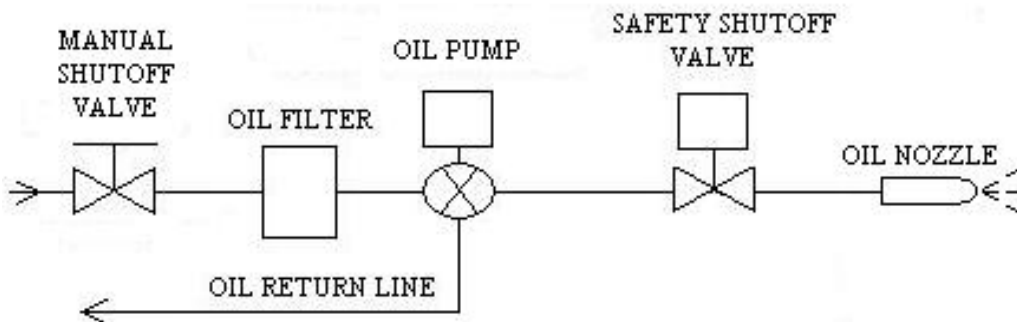 MANUAL
SHUTOFF
VALVE
OIL FILTER
OIL PUMP
SAFETY SHUTOFF
VALVE
OIL NOZZLE
OIL RETURN LINE